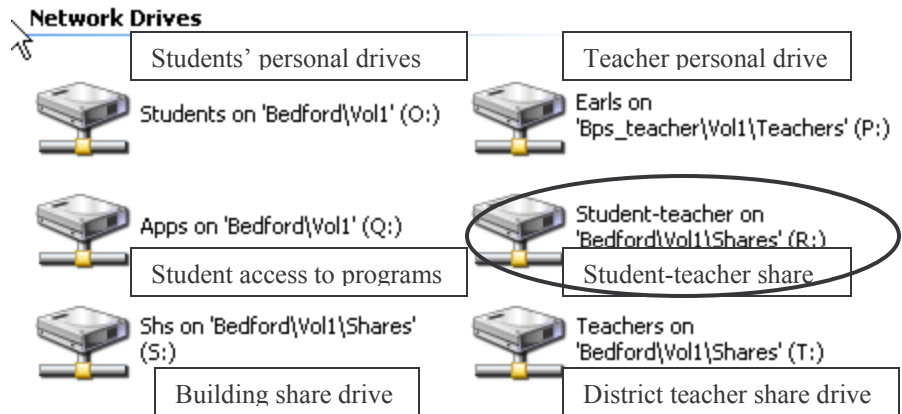 Network Drives
Students’ personal drives
Teacher personal drive
Students on 'Bedford\Vol1' (O:)
Earls on
'Bps_teacher\Vol1\Teachers' (P:)
Apps on 'Bedford\Vol1' (Q:)
Student-teacher on
'Bedford\Vol1\Shares' (R:)
Student access to programs
Student-teacher share
Shs on 'Bedford\Vol1\Shares'
(S:)
Teachers on
'Bedford\Vol1\Shares' (T:)
Building share drive
District teacher share drive